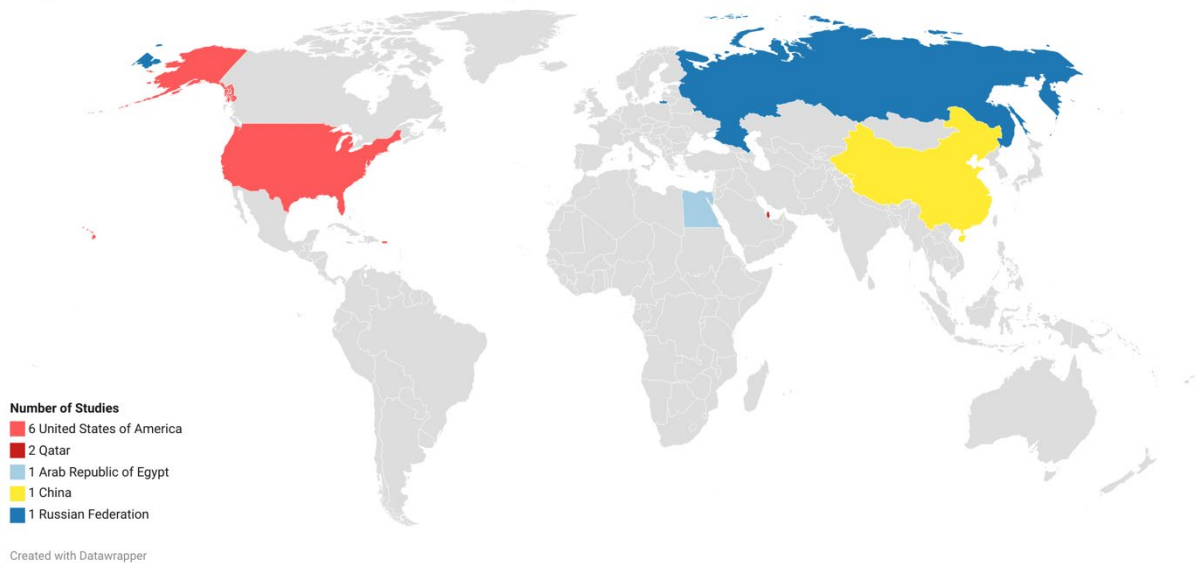 Number of Studies
6 United States of America
2 Qatar
1 Arab Republic of Egypt
1 China
1 Russian Federation
Created with Datawrapper